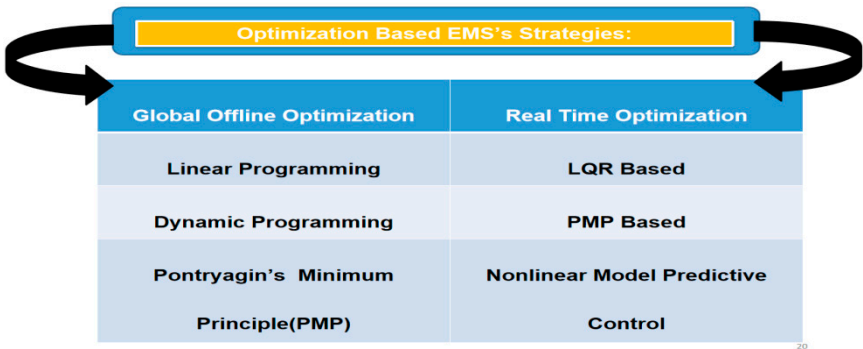 Optimization Based EMS's Strategies:
Global Offline Optimization
Real Time Optimization
Linear Programming
LQR Based
Dynamic Programming
PMP Based
Pontryagin's Minimum
Principle(PMP)
Nonlinear Model Predictive
Control
20